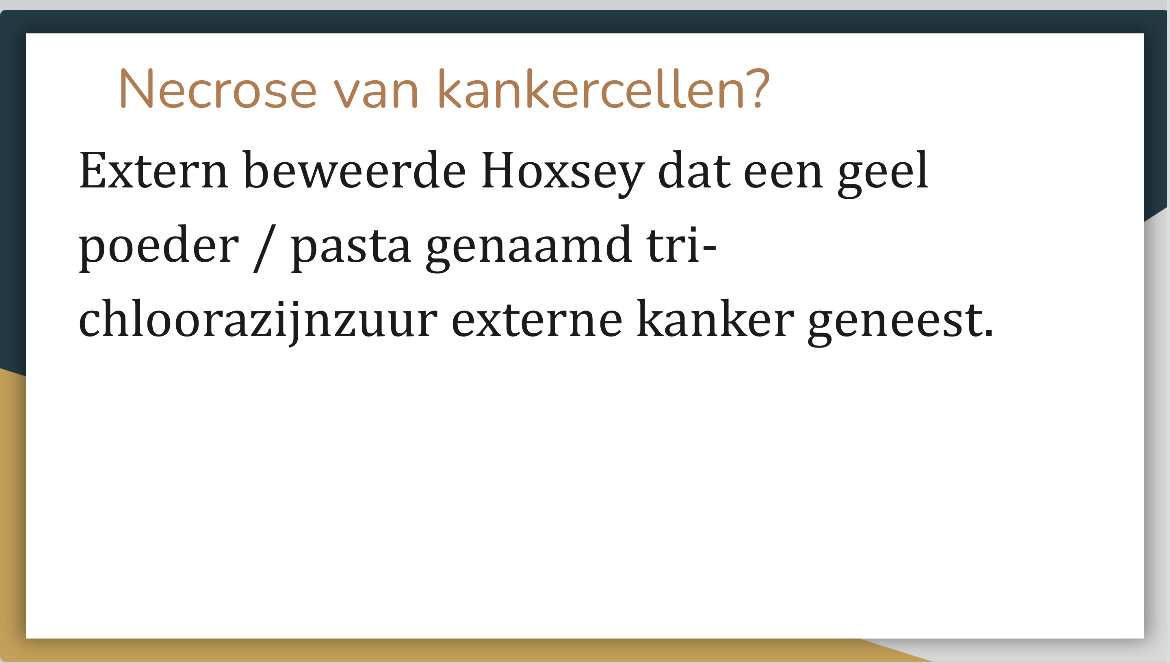 Necrose van kankercellen?
Extern beweerde Hoxsey dat een geel
poeder / pasta genaamd tri-
chloorazijnzuur externe kanker geneest.